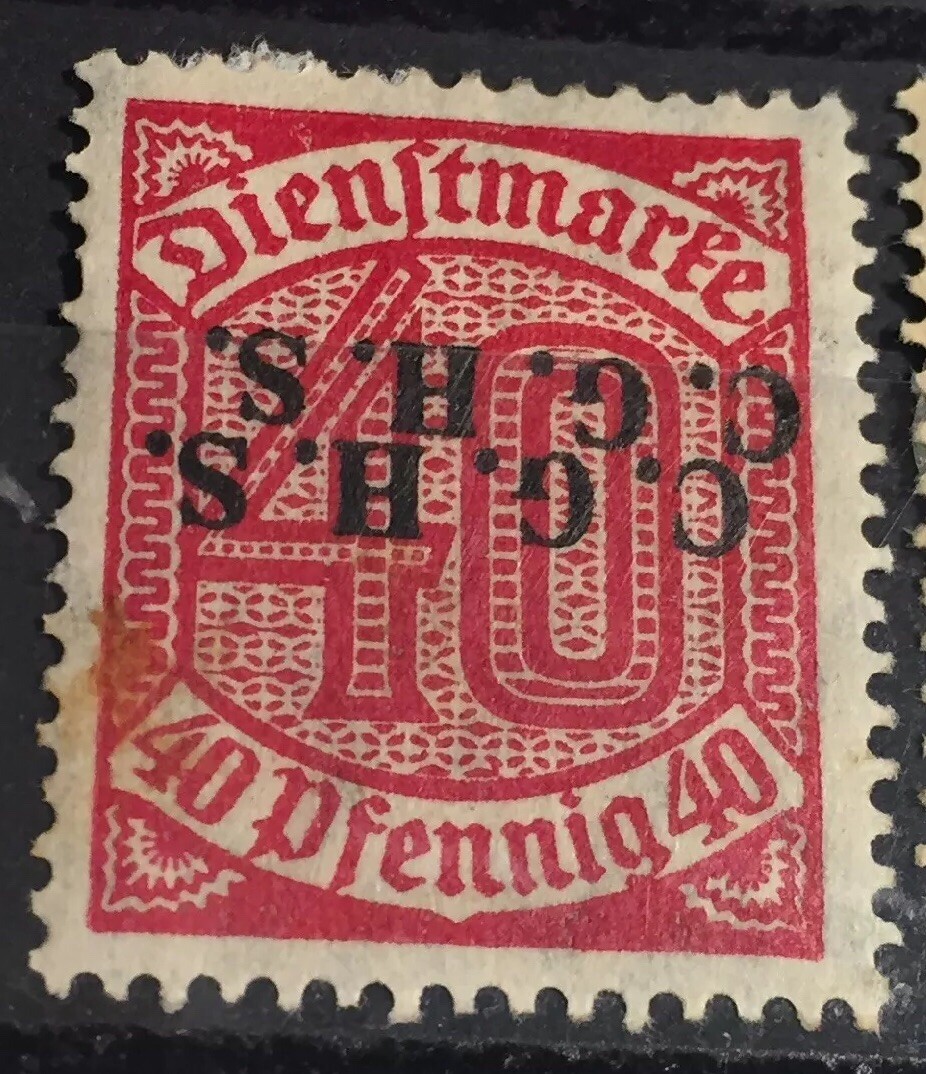 Dienstmarke
40
C. G. H. S.
C. G. H. S.
40 Pfennig 40